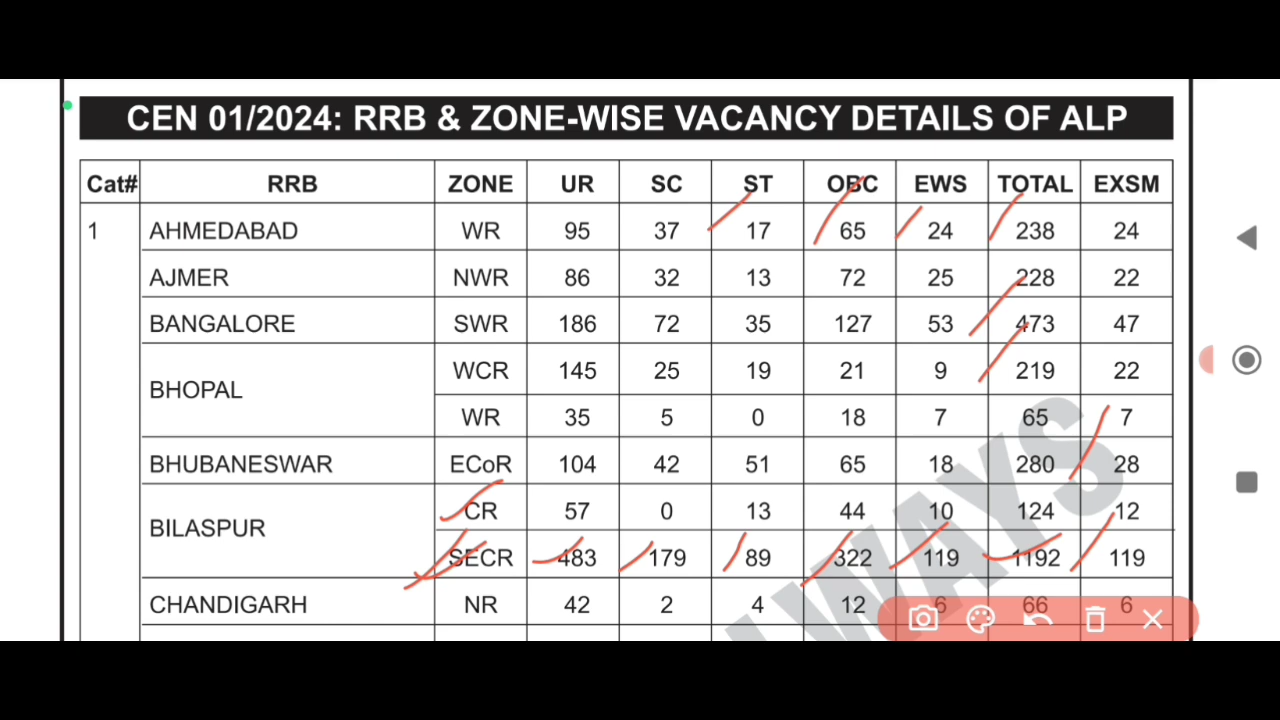 CEN 01/2024: RRB & ZONE-WISE VACANCY DETAILS OF ALP
Cat# RRB ZONE UR SC ST OBC EWS TOTAL EXSM
1 AHMEDABAD WR 95 37 17 65 24 238 24
AJMER NWR 86 32 13 72 25 228 22
BANGALORE SWR 186 72 35 127 53 473 47
BHOPAL WCR 145 25 19 21 9 219 22
WR 35 5 0 18 7 65 7
BHUBANESWAR ECoR 104 42 51 65 18 280 28
BILASPUR CR 57 0 13 44 10 124 12
SECR 483 179 89 322 119 1192 119
CHANDIGARH NR 42 2 4 12 6 66 6